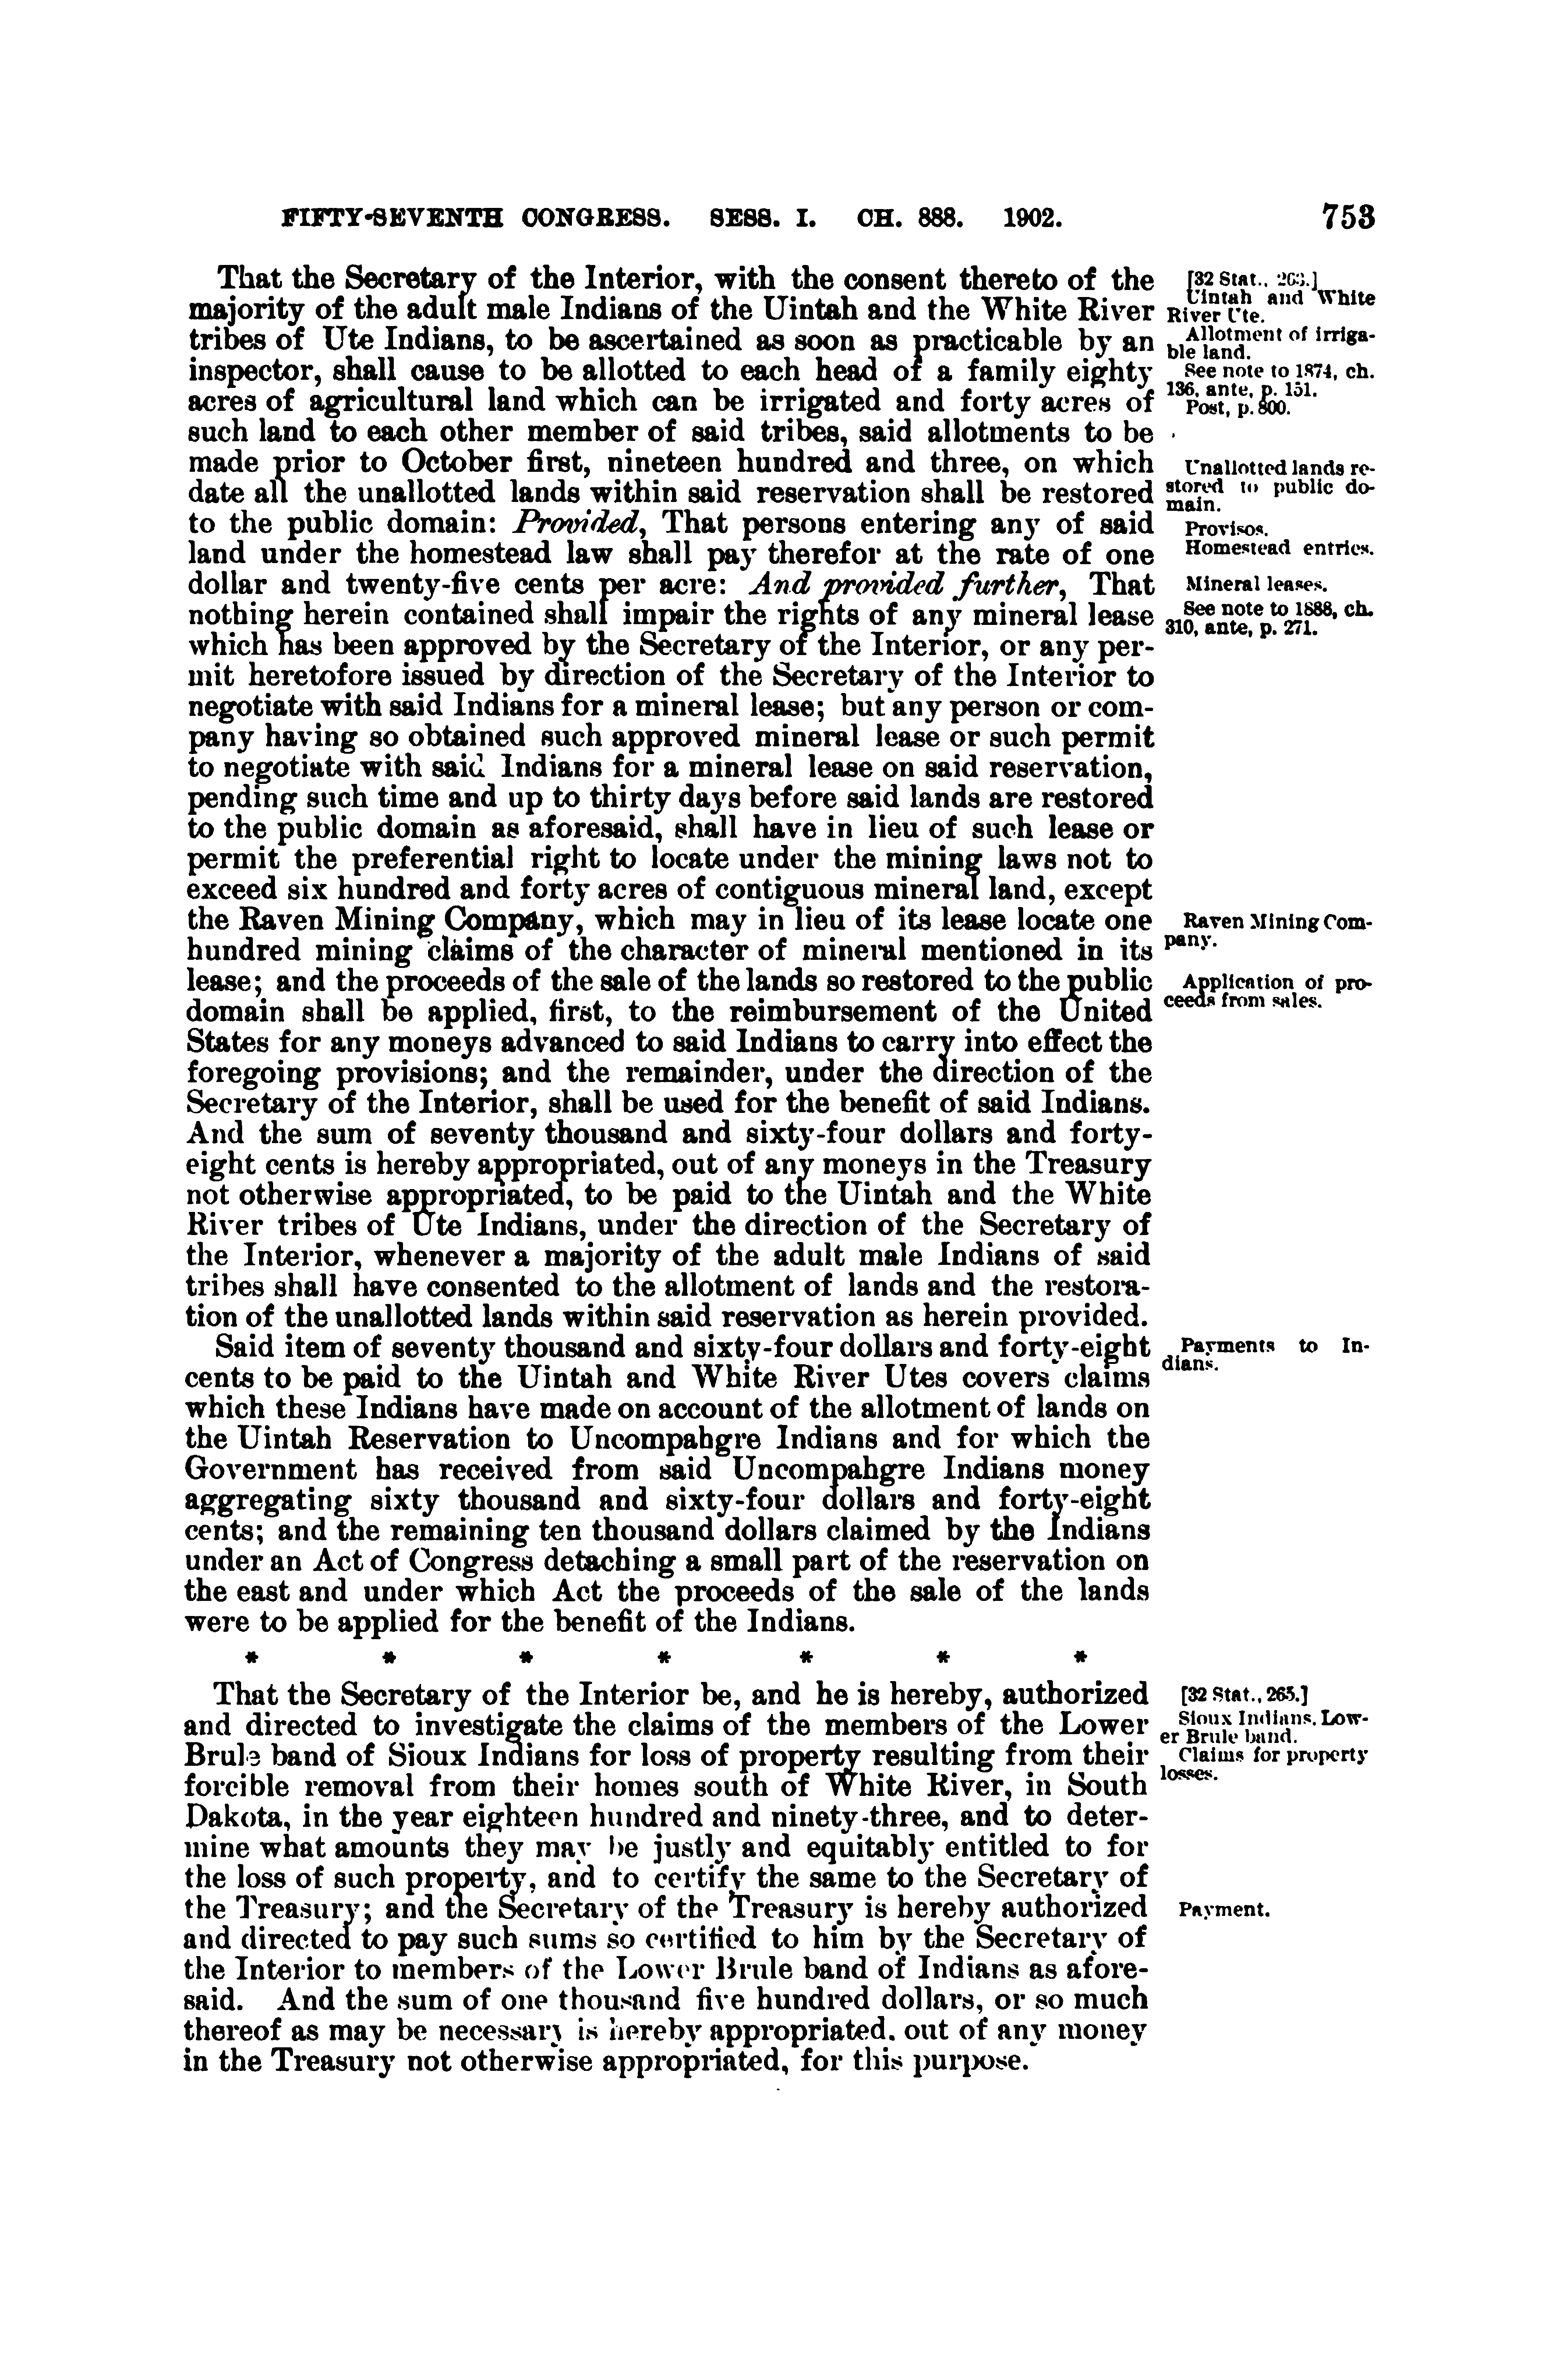 FIFTY-SEVENTH CONGRESS. SESS. I. CH. 888. 1902. 753
That the Secretary of the Interior, with the consent thereto of the
majority of the adult male Indians of the Uintah and the White River
tribes of Ute Indians, to be ascertained as soon as practicable by an
inspector, shall cause to be allotted to each head of a family eighty
acres of agricultural land which can be irrigated and forty acres of
such land to each other member of said tribes, said allotments to be
made prior to October first, nineteen hundred and three, on which
date all the unallotted lands within said reservation shall be restored
to the public domain: Provided, That persons entering any of said
land under the homestead law shall pay therefor at the rate of one
dollar and twenty-five cents per acre: And provided further, That
nothing herein contained shall impair the rights of any mineral lease
which has been approved by the Secretary of the Interior, or any per-
mit heretofore issued by direction of the Secretary of the Interior to
negotiate with said Indians for a mineral lease; but any person or com-
pany having so obtained such approved mineral lease or such permit
to negotiate with said Indians for a mineral lease on said reservation,
pending such time and up to thirty days before said lands are restored
to the public domain as aforesaid, shall have in lieu of such lease or
permit the preferential right to locate under the mining laws not to
exceed six hundred and forty acres of contiguous mineral land, except
the Raven Mining Company, which may in lieu of its lease locate one
hundred mining claims of the character of mineral mentioned in its
lease; and the proceeds of the sale of the lands so restored to the public
domain shall be applied, first, to the reimbursement of the United
States for any moneys advanced to said Indians to carry into effect the
foregoing provisions; and the remainder, under the direction of the
Secretary of the Interior, shall be used for the benefit of said Indians.
And the sum of seventy thousand and sixty-four dollars and forty-
eight cents is hereby appropriated, out of any moneys in the Treasury
not otherwise appropriated, to be paid to the Uintah and the White
River tribes of Ute Indians, under the direction of the Secretary of
the Interior, whenever a majority of the adult male Indians of said
tribes shall have consented to the allotment of lands and the restora-
tion of the unallotted lands within said reservation as herein provided.
Said item of seventy thousand and sixty-four dollars and forty-eight
cents to be paid to the Uintah and White River Utes covers claims
which these Indians have made on account of the allotment of lands on
the Uintah Reservation to Uncompahgre Indians and for which the
Government has received from said Uncompahgre Indians money
aggregating sixty thousand and sixty-four dollars and forty-eight
cents; and the remaining ten thousand dollars claimed by the Indians
under an Act of Congress detaching a small part of the reservation on
the east and under which Act the proceeds of the sale of the lands
were to be applied for the benefit of the Indians.
* * * * * * *
That the Secretary of the Interior be, and he is hereby, authorized
and directed to investigate the claims of the members of the Lower
Brule band of Sioux Indians for loss of property resulting from their
forcible removal from their homes south of White River, in South
Dakota, in the year eighteen hundred and ninety-three, and to deter-
mine what amounts they may be justly and equitably entitled to for
the loss of such property, and to certify the same to the Secretary of
the Treasury; and the Secretary of the Treasury is hereby authorized
and directed to pay such sums so certified to him by the Secretary of
the Interior to members of the Lower Brule band of Indians as afore-
said. And the sum of one thousand five hundred dollars, or so much
thereof as may be necessary is hereby appropriated, out of any money
in the Treasury not otherwise appropriated, for this purpose.
[32 Stat., 263.]
Uintah and White
River Ute.
Allotment of irriga-
ble land.
See note to 1874, ch.
136, ante, p. 151.
Post, p. 800.
Unallotted lands re-
stored to public do-
main.
Provisos.
Homestead entries.
Mineral leases.
See note to 1888, ch.
310, ante, p. 271.
Raven Mining Com-
pany.
Application of pro-
ceeds from sales.
Payments to In-
dians.
[32 Stat., 265.]
Sioux Indians. Low-
er Brule band.
Claims for property
losses.
Payment.